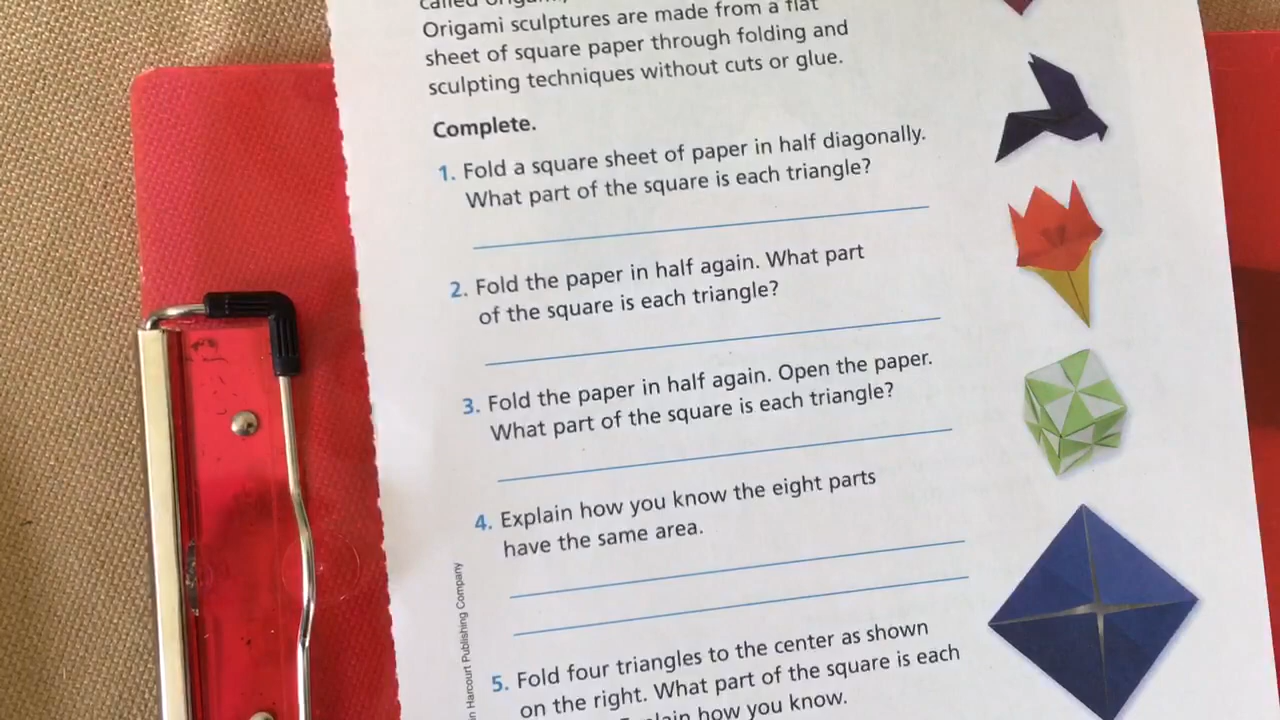 called
Origami sculptures are made from a flat
sheet of square paper through folding and
sculpting techniques without cuts or glue.
Complete.
1. Fold a square sheet of paper in half diagonally.
What part of the square is each triangle?
2. Fold the paper in half again. What part
of the square is each triangle?
3. Fold the paper in half again. Open the paper.
What part of the square is each triangle?
4. Explain how you know the eight parts
have the same area.
5. Fold four triangles to the center as shown
on the right. What part of the square is each
how you know.
Harcourt Publishing Company